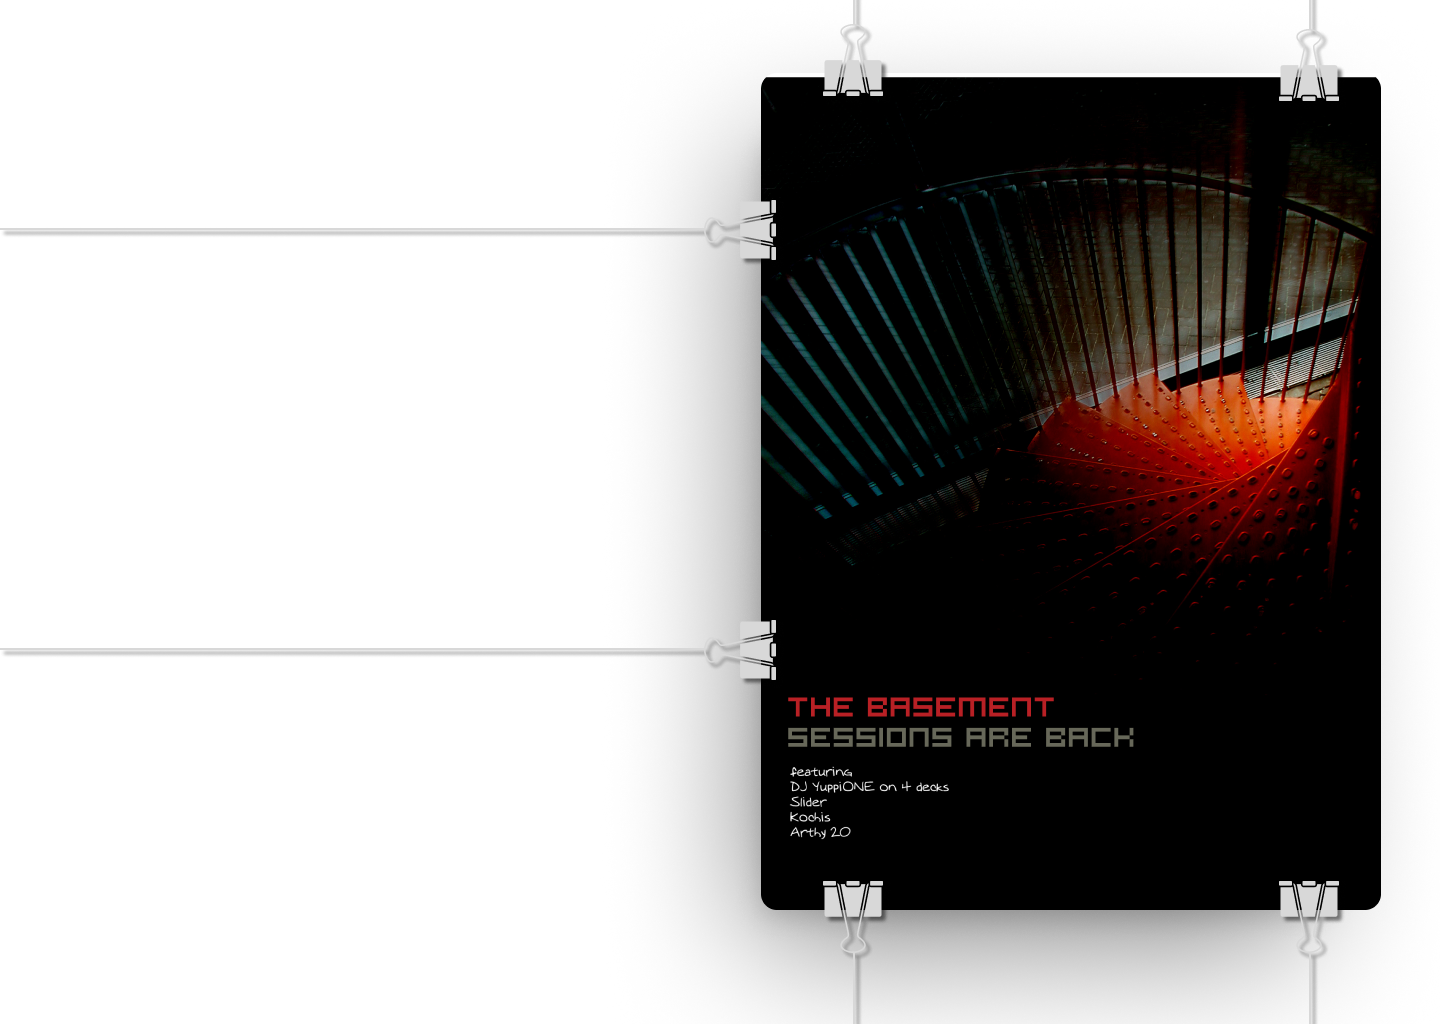 THE BASEMENT
SESSIONS ARE BACK
featuring
DJ YuppiONE on 4 decks
Slider
Kochis
Arthy 2.0